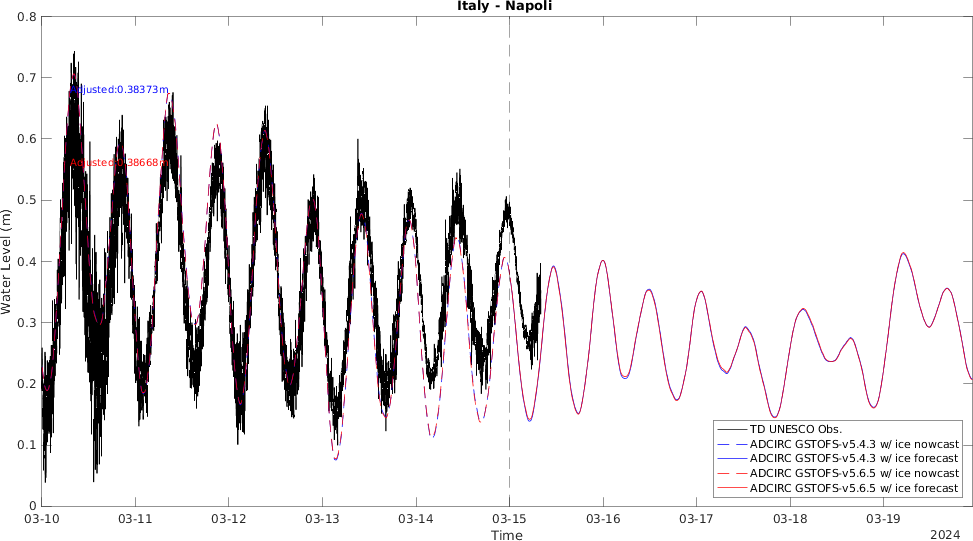 Italy - Napoli
0.8
0.7
0.6
0.5
0.4
0.3
0.2
0.1
0
Water Level (m)
Adjusted:0.38373m
Adjusted:0.38668m
TD UNESCO Obs.
ADCIRC GSTOFS-v5.4.3 w/ ice nowcast
ADCIRC GSTOFS-v5.4.3 w/ ice forecast
ADCIRC GSTOFS-v5.6.5 w/ ice nowcast
ADCIRC GSTOFS-v5.6.5 w/ ice forecast
03-10 03-11 03-12 03-13 03-14 03-15 03-16 03-17 03-18 03-19
Time
2024